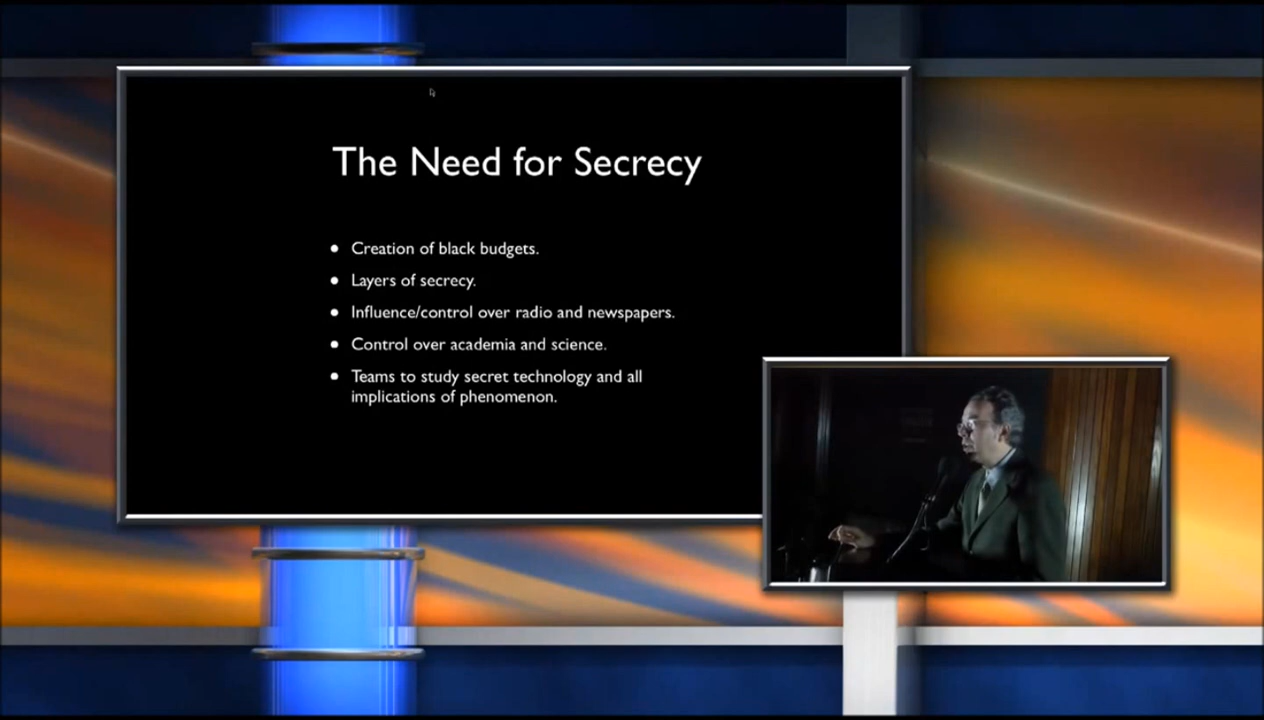 The Need for Secrecy
• Creation of black budgets.
• Layers of secrecy.
• Influence/control over radio and newspapers.
• Control over academia and science.
• Teams to study secret technology and all
implications of phenomenon.